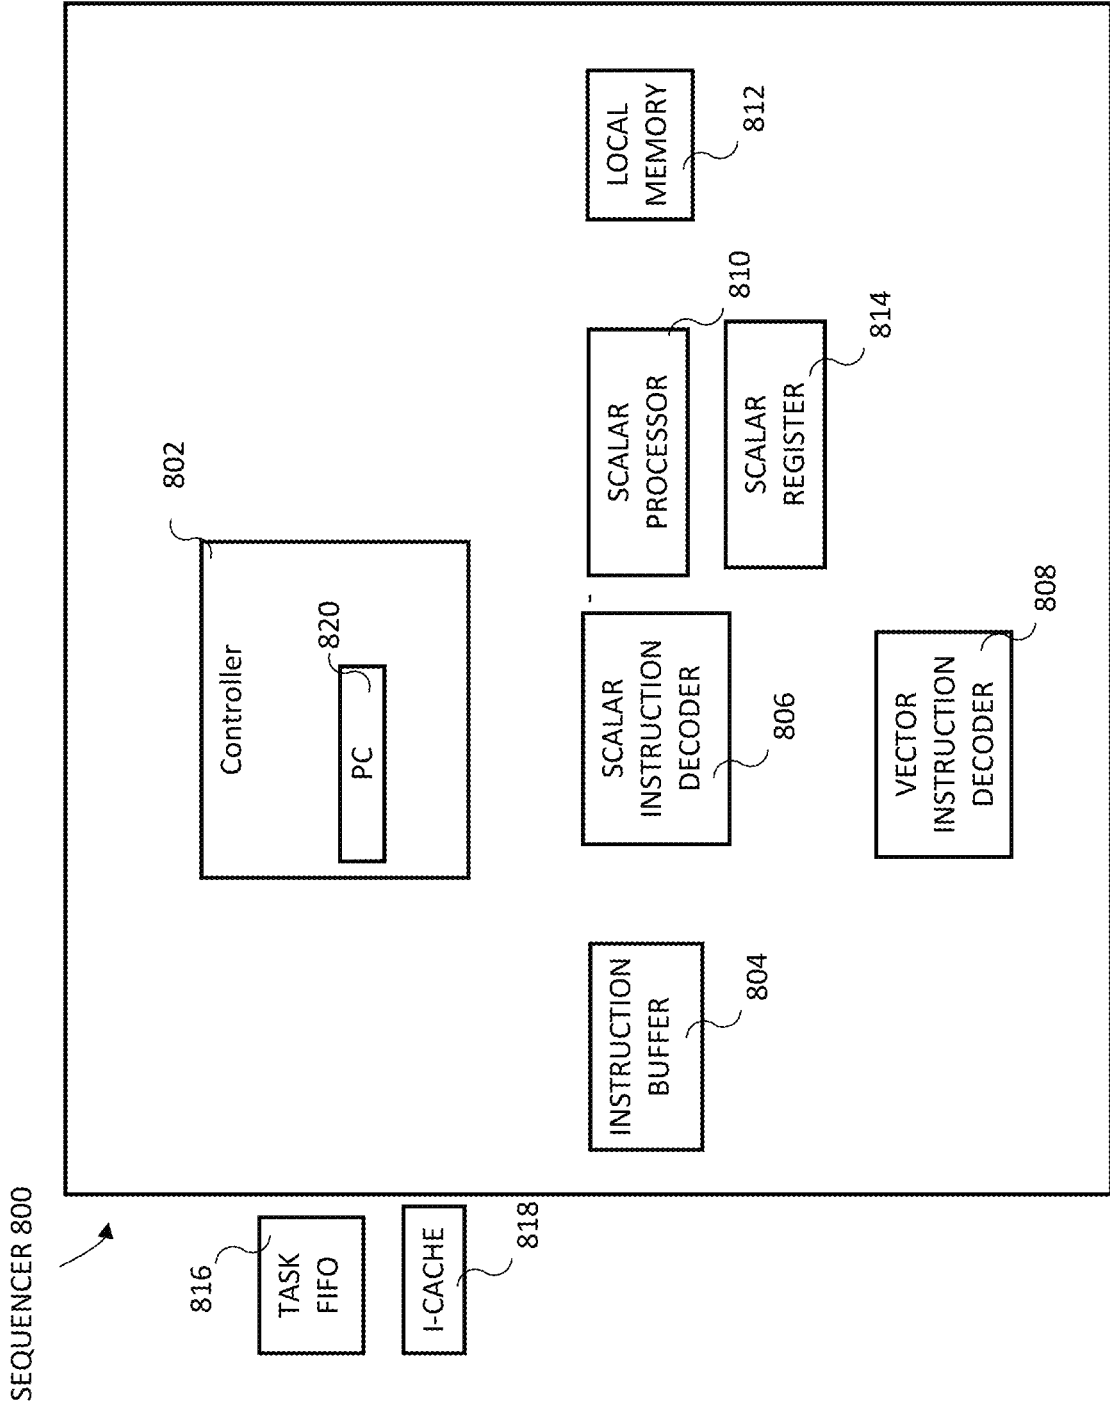 SEQUENCER 800
816
TASK
FIFO
I-CACHE
818
802
Controller
820
PC
INSTRUCTION
BUFFER
804
SCALAR
INSTRUCTION
DECODER
806
SCALAR
PROCESSOR
810
SCALAR
REGISTER
814
LOCAL
MEMORY
812
VECTOR
INSTRUCTION
DECODER
808